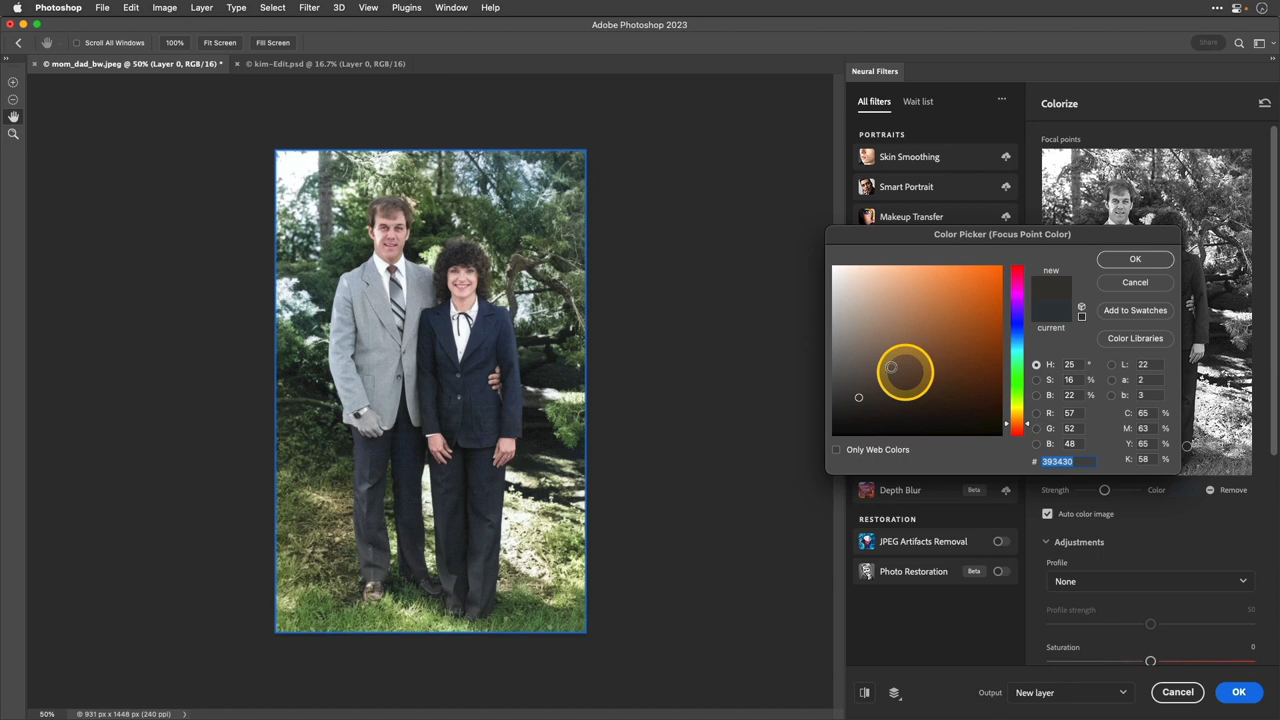 Photoshop File Edit Image Layer Type Select Filter 3D View Plugins Window Help
Adobe Photoshop 2023
Scroll All Windows 100% Fit Screen Fill Screen Share
© mom_dad_bw.jpeg @ 50% (Layer 0, RGB/16) * © kim-Edit.psd @ 16.7% (Layer 0, RGB/16)
Neural Filters
All filters Wait list
Colorize
PORTRAITS
Focal points
Skin Smoothing
Smart Portrait
Makeup Transfer
Color Picker (Focus Point Color)
new
current
OK
Cancel
Add to Swatches
Color Libraries
H: 25 ° L: 22
S: 16 % a: 2
B: 22 % b: 3
R: 57 C: 65 %
G: 52 M: 63 %
B: 48 Y: 65 %
# 393430 K: 58 %
Only Web Colors
Depth Blur Beta
Strength Color Remove
Auto color image
RESTORATION
JPEG Artifacts Removal
Adjustments
Profile
Photo Restoration Beta
None
Profile strength 50
Saturation 0
Output New layer Cancel OK
50% © 931 px x 1448 px (240 ppi)